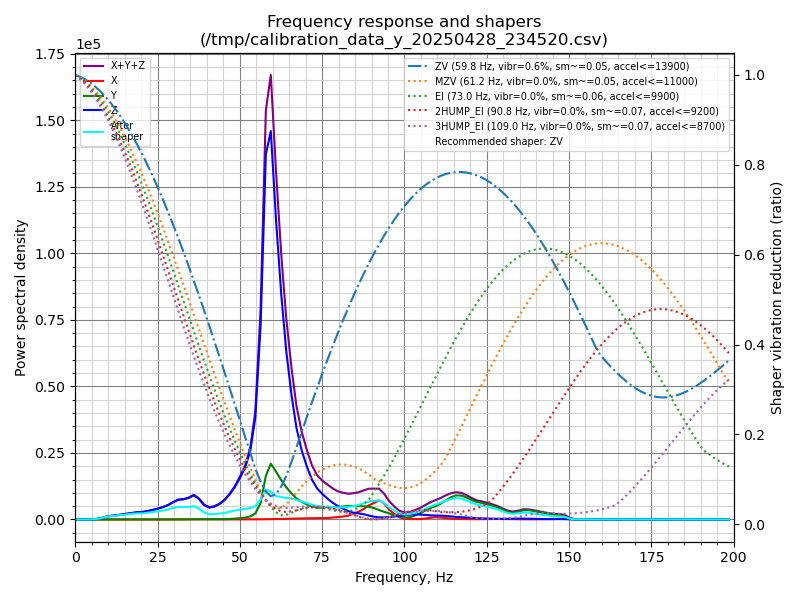 Frequency response and shapers
(/tmp/calibration_data_y_20250428_234520.csv)
1e5
X+Y+Z
X
Y
Z
After
shaper
ZV (59.8 Hz, vibr=0.6%, sm~=0.05, accel<=13900)
MZV (61.2 Hz, vibr=0.0%, sm~=0.05, accel<=11000)
EI (73.0 Hz, vibr=0.0%, sm~=0.06, accel<=9900)
2HUMP_EI (90.8 Hz, vibr=0.0%, sm~=0.07, accel<=9200)
3HUMP_EI (109.0 Hz, vibr=0.0%, sm~=0.07, accel<=8700)
Recommended shaper: ZV
Power spectral density
1.75
1.50
1.25
1.00
0.75
0.50
0.25
0.00
1.0
0.8
0.6
0.4
0.2
0.0
Shaper vibration reduction (ratio)
0 25 50 75 100 125 150 175 200
Frequency, Hz